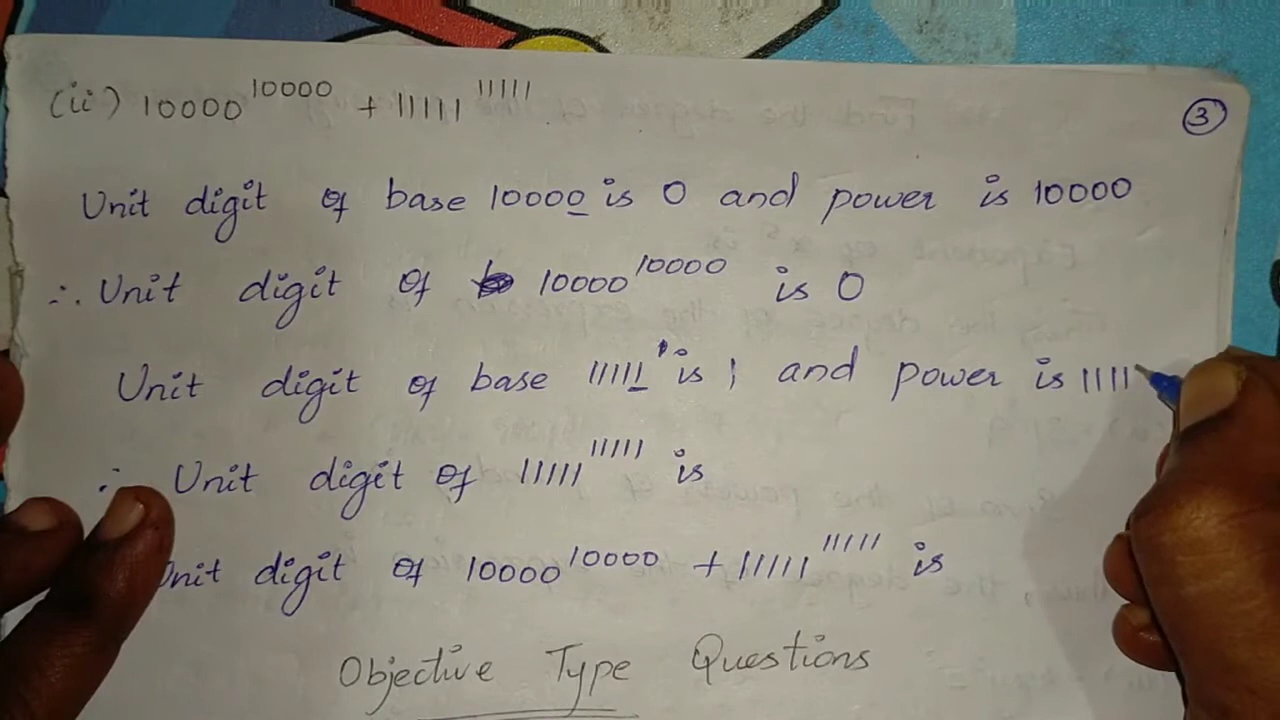 (ii) 10000^10000 + 11111^11111
3
Unit digit of base 10000 is 0 and power is 10000
∴ Unit digit of 10000^10000 is 0
Unit digit of base 11111 is 1 and power is 1111
∴ Unit digit of 11111^11111 is
Unit digit of 10000^10000 + 11111^11111 is
Objective Type Questions